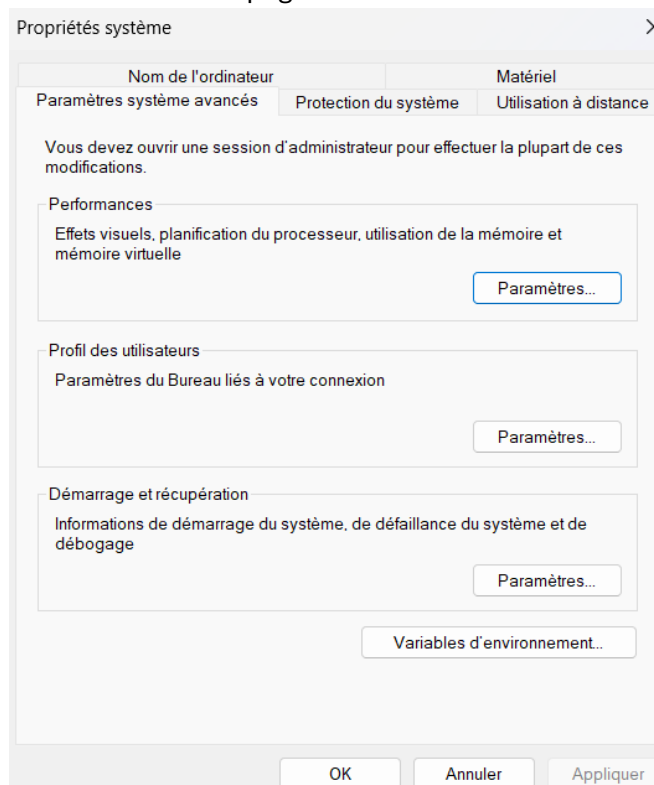 Propriétés système
Nom de l'ordinateur
Matériel
Paramètres système avancés
Protection du système
Utilisation à distance
Vous devez ouvrir une session d'administrateur pour effectuer la plupart de ces
modifications.
Performances
Effets visuels, planification du processeur, utilisation de la mémoire et
mémoire virtuelle
Paramètres...
Profil des utilisateurs
Paramètres du Bureau liés à votre connexion
Paramètres...
Démarrage et récupération
Informations de démarrage du système, de défaillance du système et de
débogage
Paramètres...
Variables d'environnement...
OK
Annuler
Appliquer